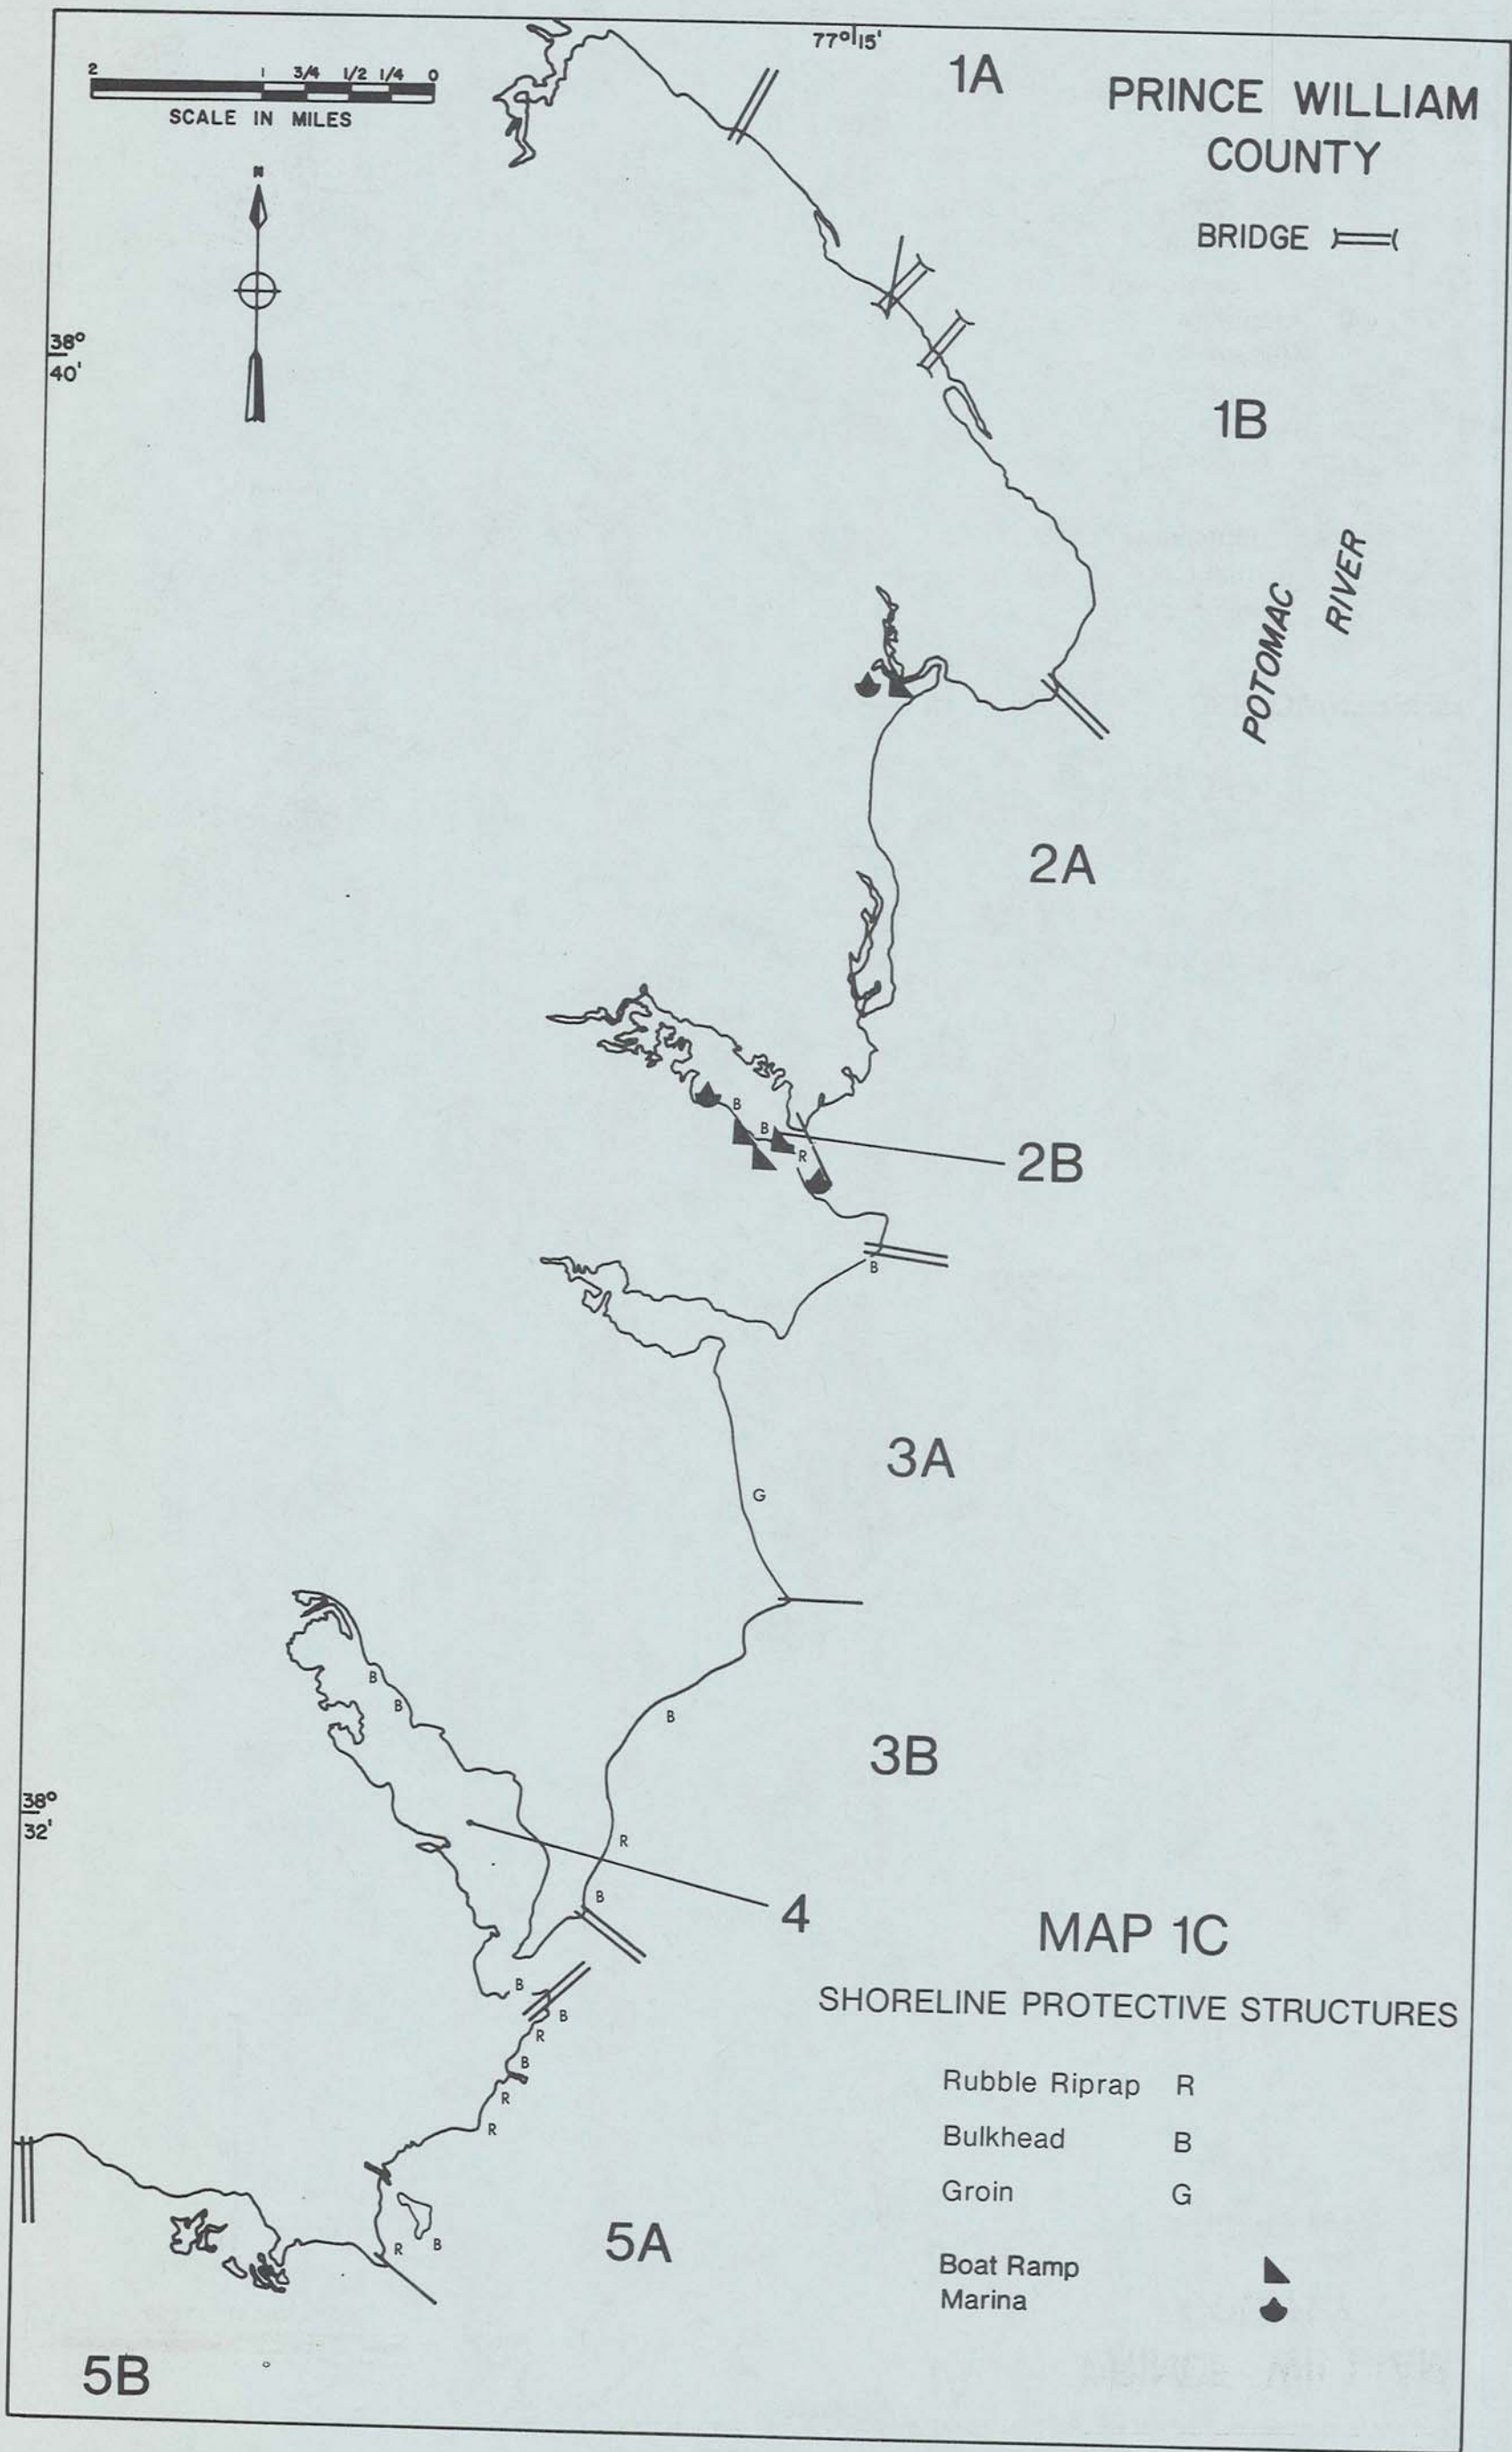 77°15'
1A
PRINCE WILLIAM
COUNTY
2 1 3/4 1/2 1/4 0
SCALE IN MILES
N
BRIDGE
38°
40'
1B
POTOMAC RIVER
2A
B
B
R
2B
B
3A
G
B
B
B
3B
38°
32'
R
B
4
MAP 1C
SHORELINE PROTECTIVE STRUCTURES
B
B
R
B
R
R
Rubble Riprap R
Bulkhead B
Groin G
R
B
5A
Boat Ramp
Marina
5B